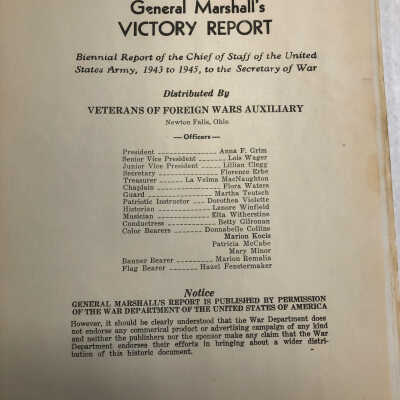 General Marshall's
VICTORY REPORT
Biennial Report of the Chief of Staff of the United
States Army, 1943 to 1945, to the Secretary of War
Distributed By
VETERANS OF FOREIGN WARS AUXILIARY
Newton Falls, Ohio
— Officers —
President ---------------- Anna F. Grim
Senior Vice President -------- Lois Wager
Junior Vice President ------ Lillian Clegg
Secretary -------------- Florence Erbe
Treasurer ------ La Velma MacNaughton
Chaplain ---------------- Flora Waters
Guard ---------------- Martha Teutsch
Patriotic Instructor --- Dorothea Violette
Historian ------------ Lanore Winfield
Musician ------------ Elta Witherstine
Conductress ------------ Betty Gilronan
Color Bearers ------ Donnabelle Collins
Marion Kocis
Patricia McCabe
Mary Minor
Banner Bearer ---------- Marion Remalia
Flag Bearer -------- Hazel Fenstermaker
Notice
GENERAL MARSHALL'S REPORT IS PUBLISHED BY PERMISSION
OF THE WAR DEPARTMENT OF THE UNITED STATES OF AMERICA
However, it should be clearly understood that the War Department does
not endorse any commerical product or advertising campaign of any kind
and neither the publishers nor the sponsor make any claim that the War
Department endorses their efforts in bringing about a wider distri-
bution of this historic document.